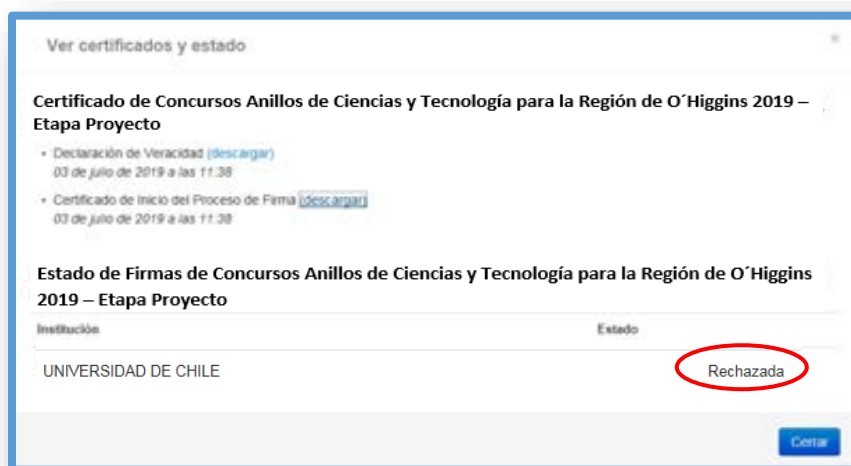 Ver certificados y estado
×
Certificado de Concursos Anillos de Ciencias y Tecnología para la Región de O´Higgins 2019 –
Etapa Proyecto
• Declaración de Veracidad (descargar)
03 de julio de 2019 a las 11:38
• Certificado de Inicio del Proceso de Firma (descargar)
03 de julio de 2019 a las 11:38
Estado de Firmas de Concursos Anillos de Ciencias y Tecnología para la Región de O´Higgins
2019 – Etapa Proyecto
Institución Estado
UNIVERSIDAD DE CHILE Rechazada
Cerrar